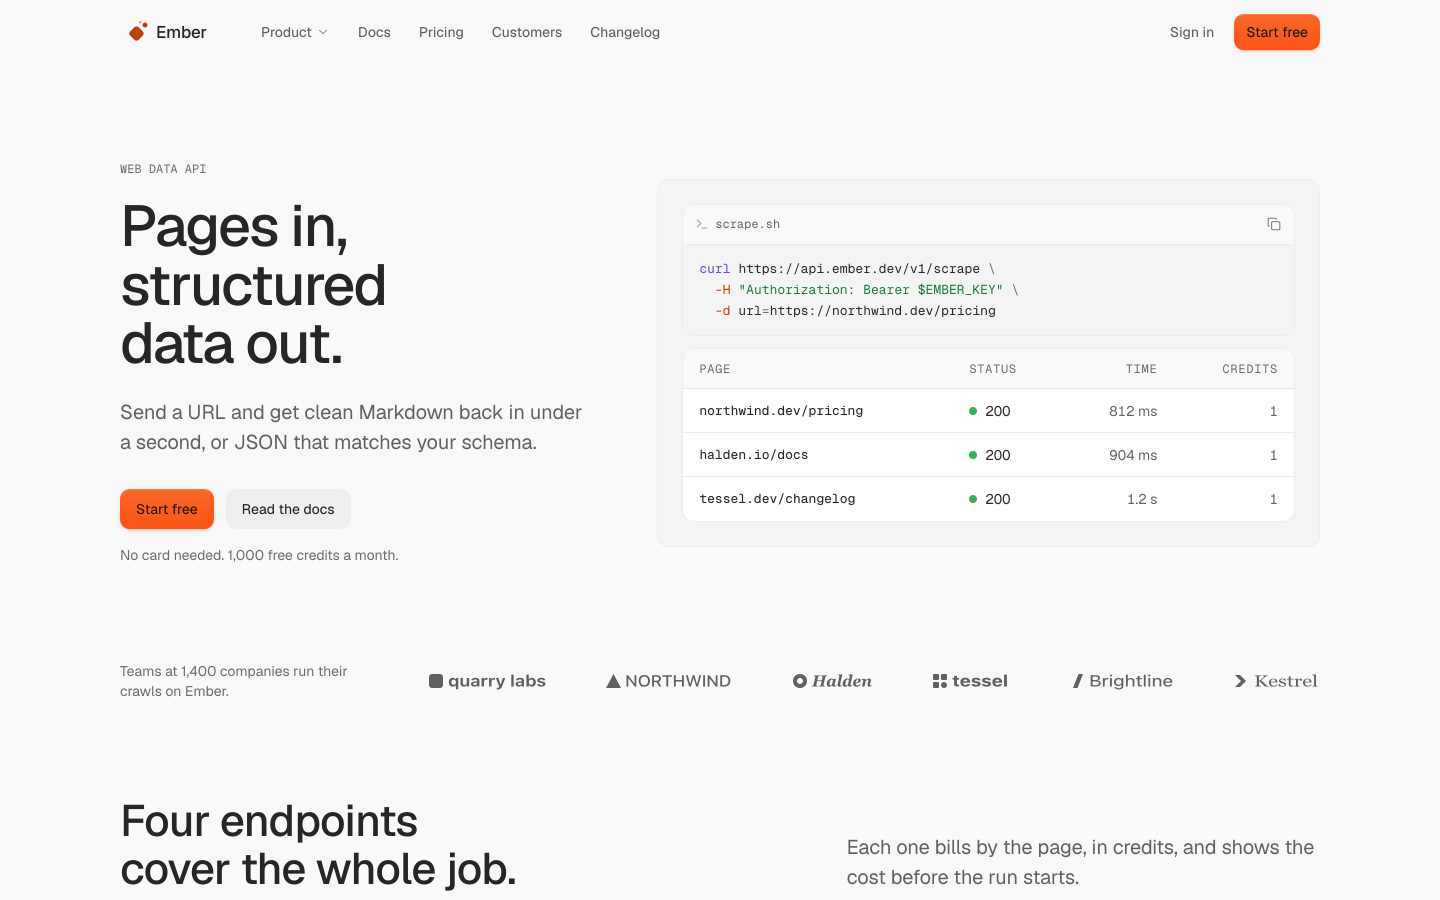 Ember
Product
Docs
Pricing
Customers
Changelog
Sign in
Start free
WEB DATA API
Pages in,
structured
data out.
Send a URL and get clean Markdown back in under
a second, or JSON that matches your schema.
Start free
Read the docs
No card needed. 1,000 free credits a month.
scrape.sh
curl https://api.ember.dev/v1/scrape \
-H "Authorization: Bearer $EMBER_KEY" \
-d url=https://northwind.dev/pricing
PAGE STATUS TIME CREDITS
northwind.dev/pricing 200 812 ms 1
halden.io/docs 200 904 ms 1
tessel.dev/changelog 200 1.2 s 1
Teams at 1,400 companies run their
crawls on Ember.
quarry labs
NORTHWIND
Halden
tessel
Brightline
Kestrel
Four endpoints
cover the whole job.
Each one bills by the page, in credits, and shows the
cost before the run starts.